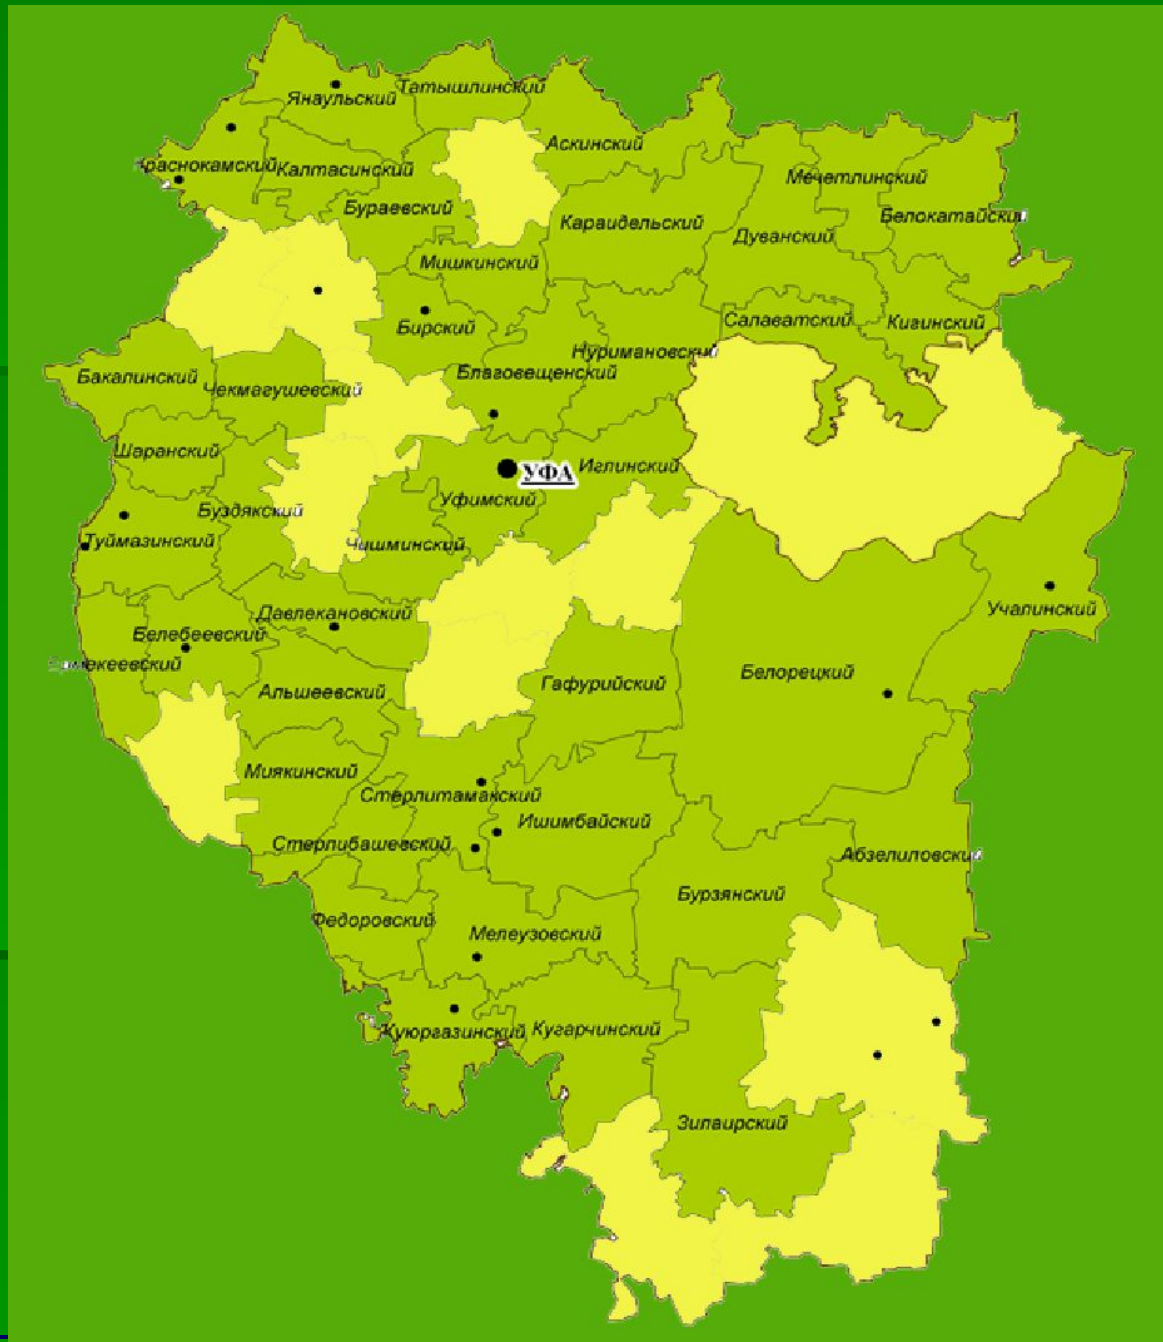 Татышлинский
Янаульский
Аскинский
Краснокамский
Калтасинский
Мечетлинский
Бураевский
Белокатайский
Караидельский
Дуванский
Мишкинский
Салаватский
Кигинский
Бирский
Нуримановский
Благовещенский
Бакалинский
Чекмагушевский
Шаранский
Иглинский
УФА
Уфимский
Буздякский
Туймазинский
Чишминский
Учалинский
Давлекановский
Белебеевский
Ермекеевский
Белорецкий
Гафурийский
Альшеевский
Миякинский
Стерлитамакский
Ишимбайский
Стерлибашевский
Абзелиловский
Бурзянский
Федоровский
Мелеузовский
Куюргазинский
Кугарчинский
Зилаирский